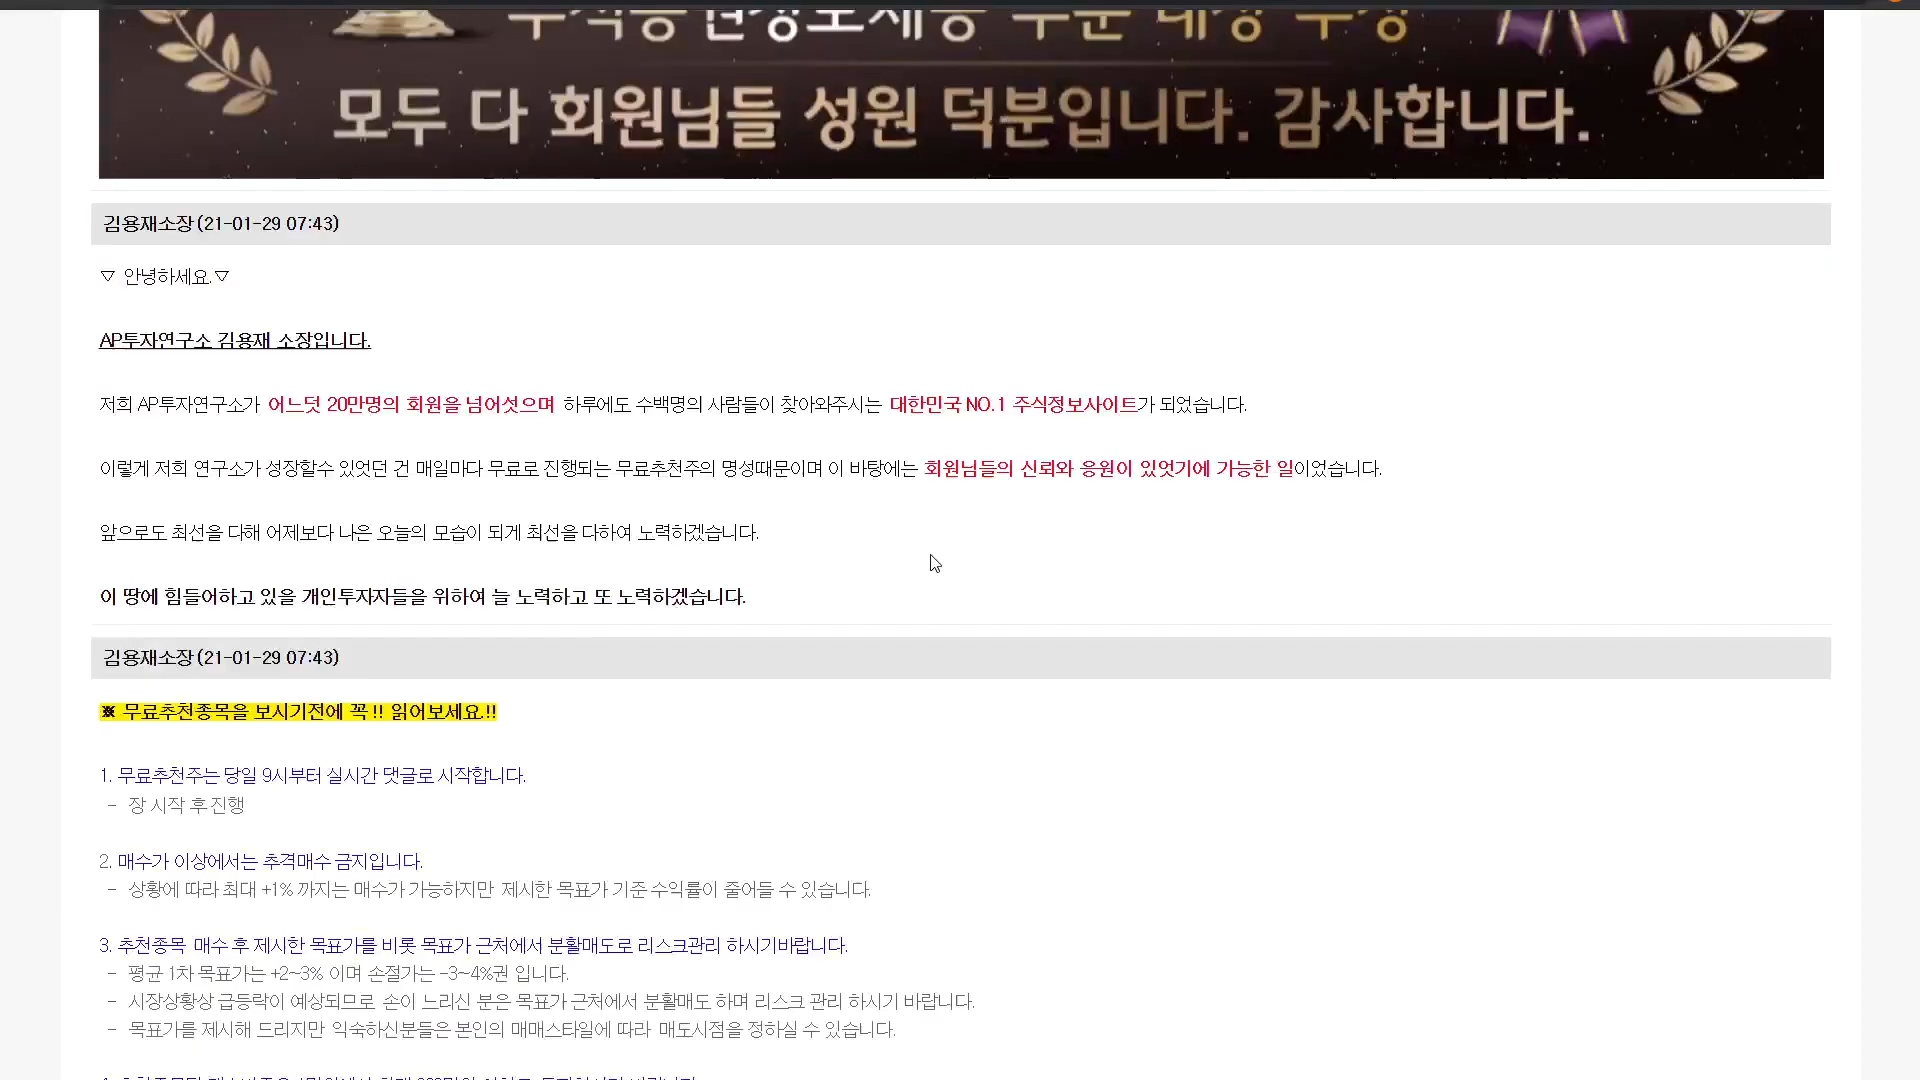 모두 다 회원님들 성원 덕분입니다. 감사합니다.
김용재소장 (21-01-29 07:43)
▽ 안녕하세요.▽
AP투자연구소 김용재 소장입니다.
저희 AP투자연구소가 어느덧 20만명의 회원을 넘어섯으며 하루에도 수백명의 사람들이 찾아와주시는 대한민국 NO.1 주식정보사이트가 되었습니다.
이렇게 저희 연구소가 성장할수 있엇던 건 매일마다 무료로 진행되는 무료추천주의 명성때문이며 이 바탕에는 회원님들의 신뢰와 응원이 있엇기에 가능한 일이었습니다.
앞으로도 최선을 다해 어제보다 나은 오늘의 모습이 되게 최선을 다하여 노력하겠습니다.
이 땅에 힘들어하고 있을 개인투자자들을 위하여 늘 노력하고 또 노력하겠습니다.
김용재소장 (21-01-29 07:43)
※ 무료추천종목을 보시기전에 꼭!! 읽어보세요.!!
1. 무료추천주는 당일 9시부터 실시간 댓글로 시작합니다.
- 장 시작 후 진행
2. 매수가 이상에서는 추격매수 금지입니다.
- 상황에 따라 최대 +1% 까지는 매수가 가능하지만 제시한 목표가 기준 수익률이 줄어들 수 있습니다.
3. 추천종목 매수 후 제시한 목표가를 비롯 목표가 근처에서 분활매도로 리스크관리 하시기바랍니다.
- 평균 1차 목표가는 +2~3% 이며 손절가는 -3~4%권 입니다.
- 시장상황상 급등락이 예상되므로 손이 느리신 분은 목표가 근처에서 분활매도 하며 리스크 관리 하시기 바랍니다.
- 목표가를 제시해 드리지만 익숙하신분들은 본인의 매매스타일에 따라 매도시점을 정하실 수 있습니다.